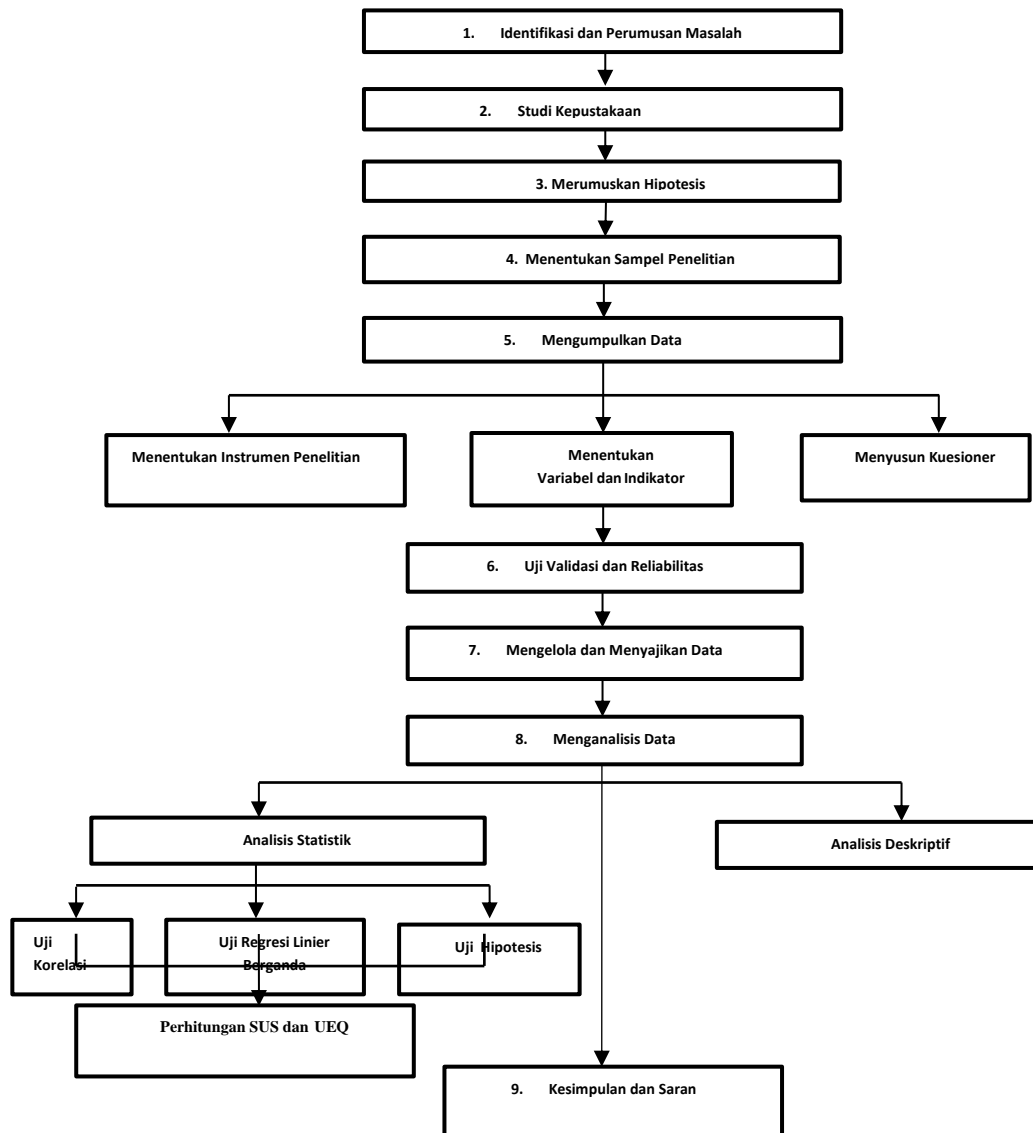 1. Identifikasi dan Perumusan Masalah
2. Studi Kepustakaan
3. Merumuskan Hipotesis
4. Menentukan Sampel Penelitian
5. Mengumpulkan Data
Menentukan Instrumen Penelitian
Menentukan
Variabel dan Indikator
Menyusun Kuesioner
6. Uji Validasi dan Reliabilitas
7. Mengelola dan Menyajikan Data
8. Menganalisis Data
Analisis Statistik
Analisis Deskriptif
Uji
Korelasi
Uji Regresi Linier
Berganda
Uji Hipotesis
Perhitungan SUS dan UEQ
9. Kesimpulan dan Saran